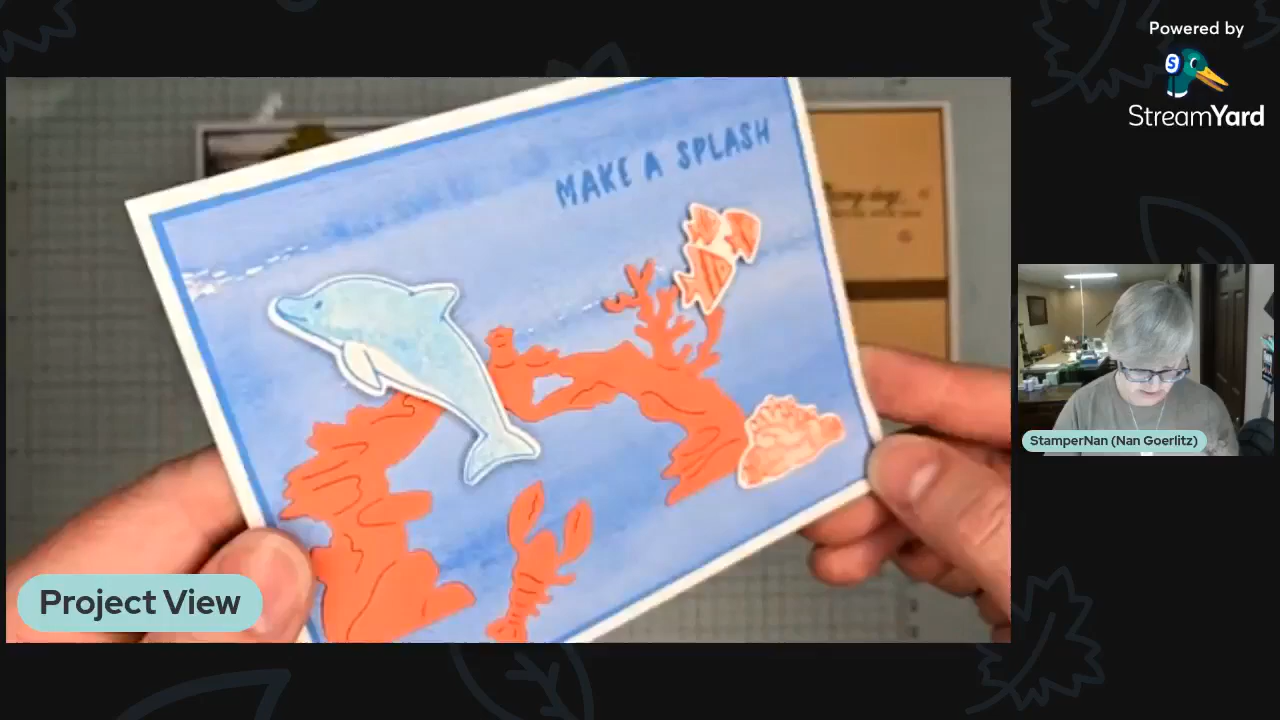 Powered by
StreamYard
MAKE A SPLASH
StamperNan (Nan Goerlitz)
Project View